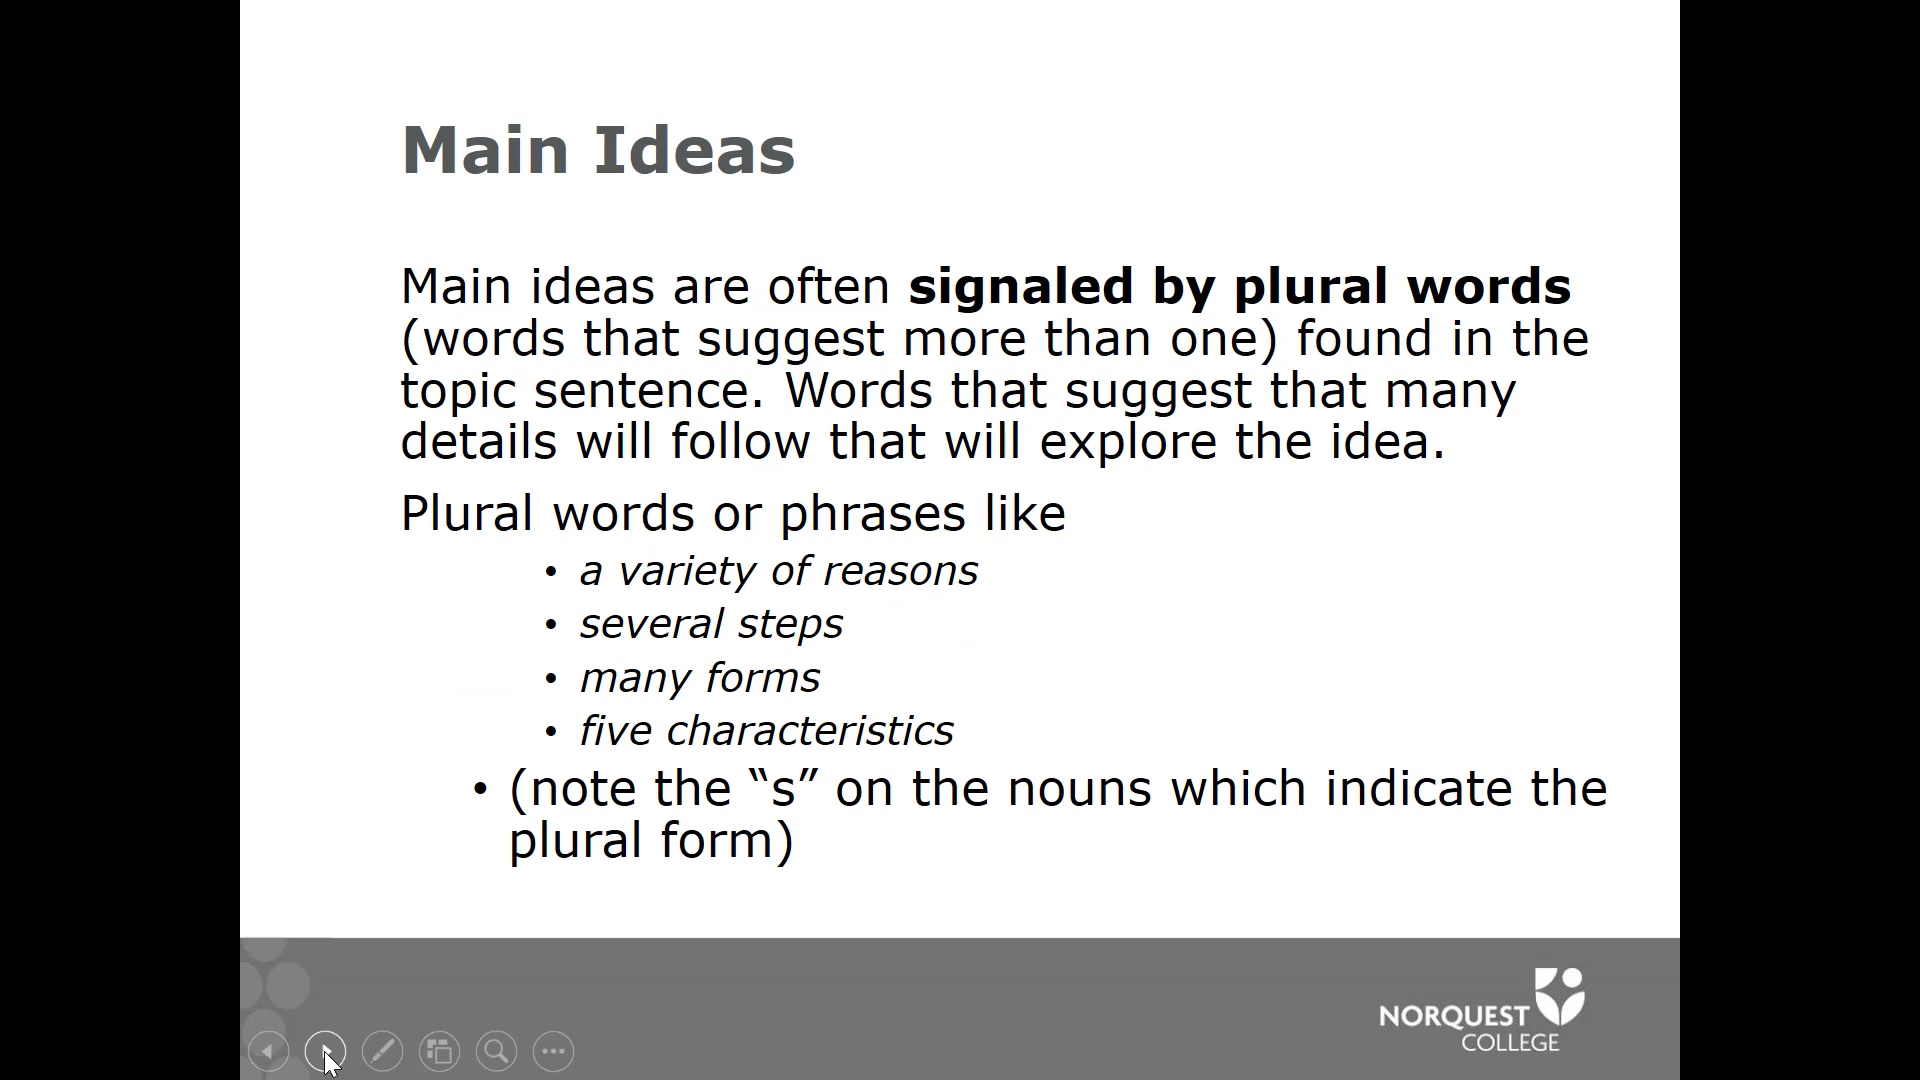 Main Ideas
Main ideas are often signaled by plural words
(words that suggest more than one) found in the
topic sentence. Words that suggest that many
details will follow that will explore the idea.
Plural words or phrases like
• a variety of reasons
• several steps
• many forms
• five characteristics
• (note the “s” on the nouns which indicate the
plural form)
NORQUEST
COLLEGE